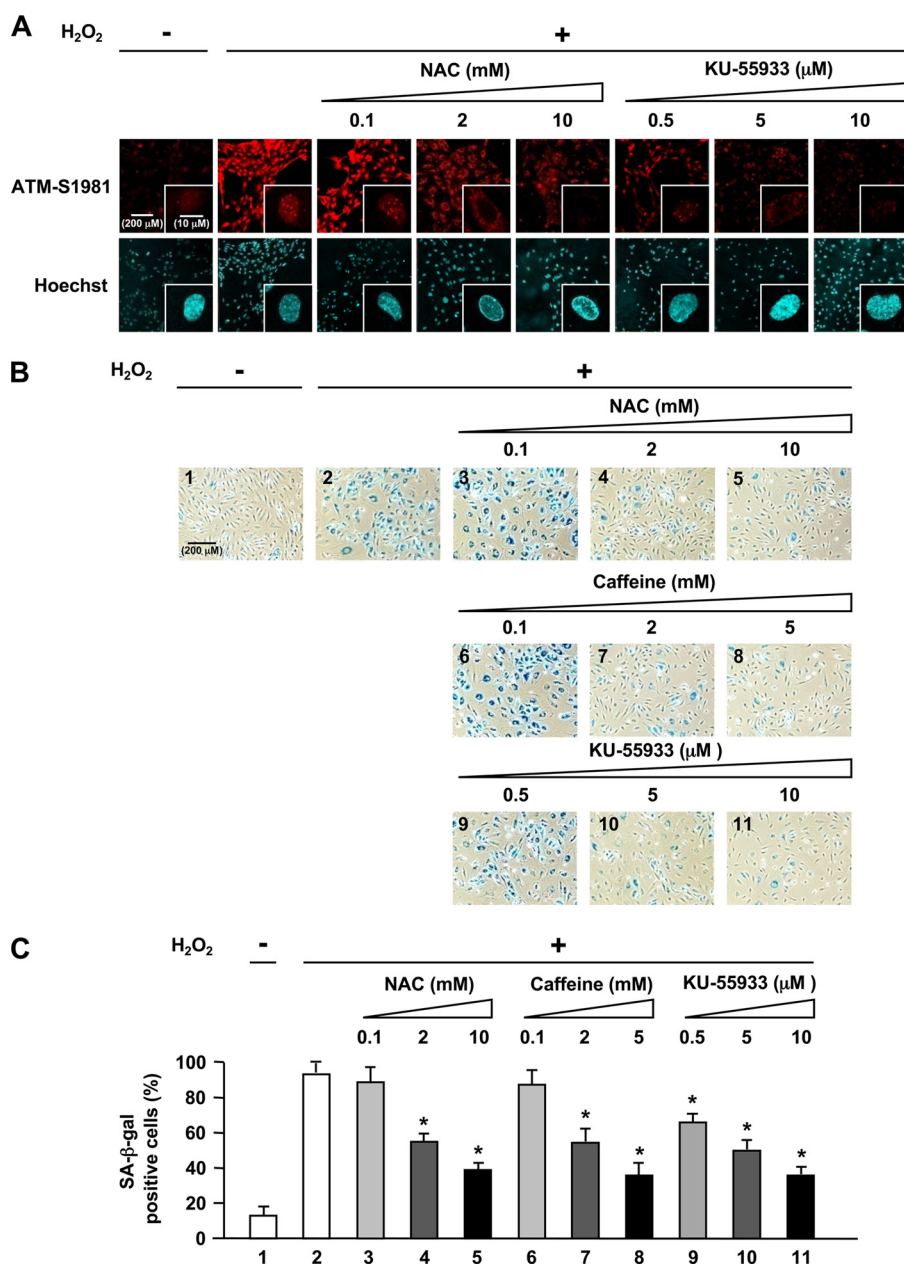 A
H₂O₂ - +
NAC (mM) KU-55933 (μM)
0.1 2 10 0.5 5 10
ATM-S1981
(200 μM) (10 μM)
Hoechst
B
H₂O₂ - +
NAC (mM)
0.1 2 10
1 2 3 4 5
(200 μM)
Caffeine (mM)
0.1 2 5
6 7 8
KU-55933 (μM )
0.5 5 10
9 10 11
C
H₂O₂ - +
NAC (mM) Caffeine (mM) KU-55933 (μM )
0.1 2 10 0.1 2 5 0.5 5 10
SA-β-gal
positive cells (%)
100
80
60
40
20
0
* * * * * * *
1 2 3 4 5 6 7 8 9 10 11